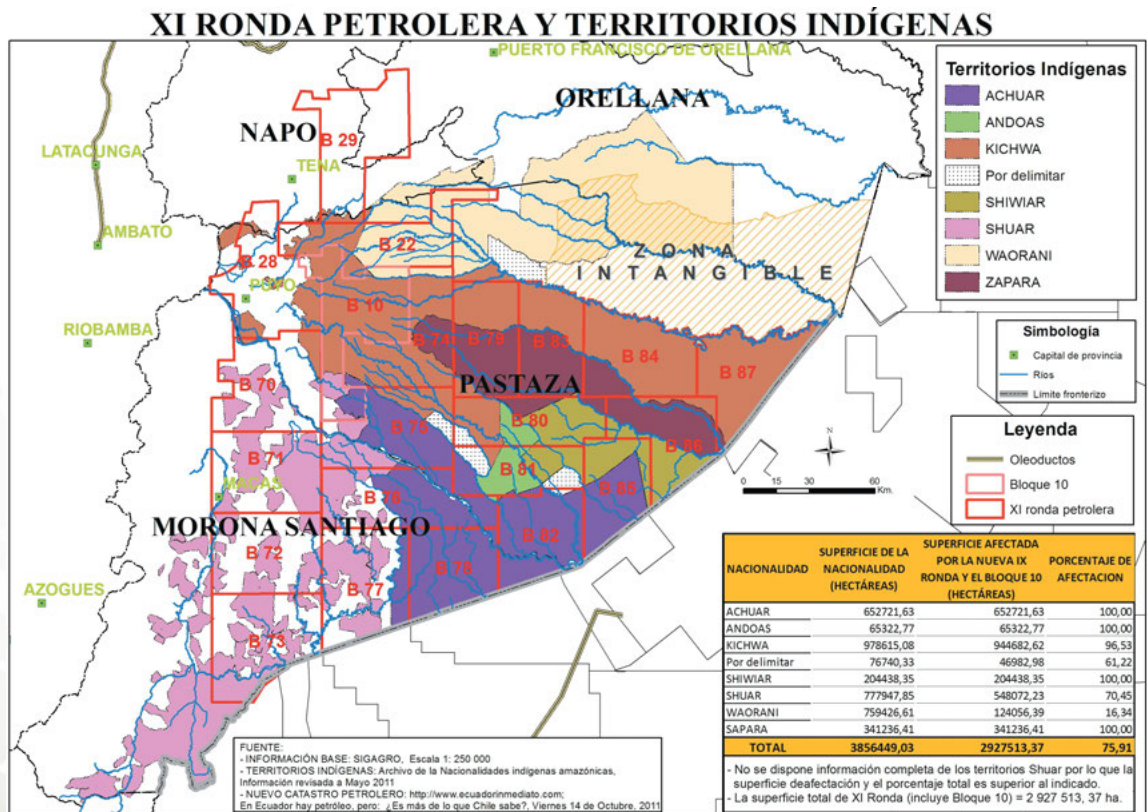 XI RONDA PETROLERA Y TERRITORIOS INDÍGENAS
PUERTO FRANCISCO DE ORELLANA
ORELLANA
NAPO
B 29
LATACUNGA
TENA
AMBATO
B 28
B 22
ZONA
INTANGIBLE
PUYO
B 10
RIOBAMBA
B 74
B 79
B 83
B 84
B 87
PASTAZA
B 70
B 75
B 80
B 86
B 71
B 81
B 85
MACAS
B 76
MORONA SANTIAGO
B 82
B 72
B 78
B 77
AZOGUES
B 73
Territorios Indígenas
ACHUAR
ANDOAS
KICHWA
Por delimitar
SHIWIAR
SHUAR
WAORANI
ZAPARA
Simbología
Capital de provincia
Ríos
Límite fronterizo
N
0 15 30 60
Km.
Leyenda
Oleoductos
Bloque 10
XI ronda petrolera
NACIONALIDAD SUPERFICIE DE LA NACIONALIDAD (HECTÁREAS) SUPERFICIE AFECTADA POR LA NUEVA IX RONDA Y EL BLOQUE 10 (HECTÁREAS) PORCENTAJE DE AFECTACION
ACHUAR 652721,63 652721,63 100,00
ANDOAS 65322,77 65322,77 100,00
KICHWA 978615,08 944682,62 96,53
Por delimitar 76740,33 46982,98 61,22
SHIWIAR 204438,35 204438,35 100,00
SHUAR 777947,85 548072,23 70,45
WAORANI 759426,61 124056,39 16,34
SAPARA 341236,41 341236,41 100,00
TOTAL 3856449,03 2927513,37 75,91
- No se dispone información completa de los territorios Shuar por lo que la
superficie deafectación y el porcentaje total es superior al indicado.
- La superficie total de XI Ronda (incluye Bloque 10) = 2 927 513, 37 ha.
FUENTE:
- INFORMACIÓN BASE: SIGAGRO, Escala 1: 250 000
- TERRITORIOS INDÍGENAS: Archivo de la Nacionalidades indígenas amazónicas,
Información revisada a Mayo 2011
- NUEVO CATASTRO PETROLERO: http://www.ecuadorinmediato.com;
En Ecuador hay petróleo, pero: ¿Es más de lo que Chile sabe?, Viernes 14 de Octubre, 2011